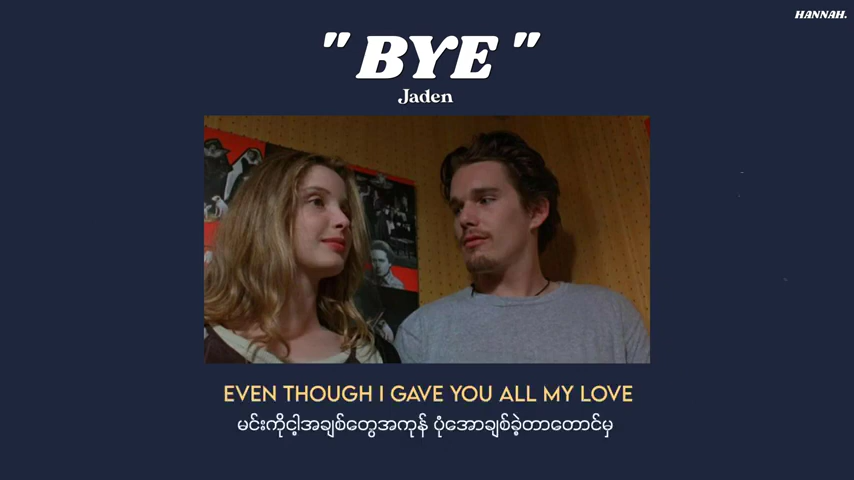 HANNAH.
" BYE "
Jaden
EVEN THOUGH I GAVE YOU ALL MY LOVE
မင်းကိုငါ့အချစ်တွေအကုန် ပုံအောချစ်ခဲ့တာတောင်မှ